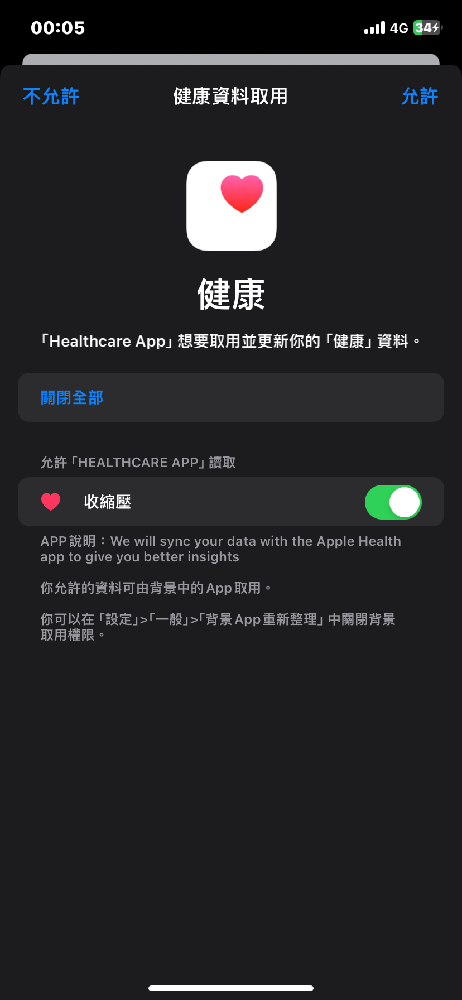 00:05
4G 34
不允許 健康資料取用 允許
健康
「Healthcare App」想要取用並更新你的「健康」資料。
關閉全部
允許「HEALTHCARE APP」讀取
收縮壓
APP說明：We will sync your data with the Apple Health
app to give you better insights
你允許的資料可由背景中的App取用。
你可以在「設定」>「一般」>「背景App重新整理」中關閉背景
取用權限。